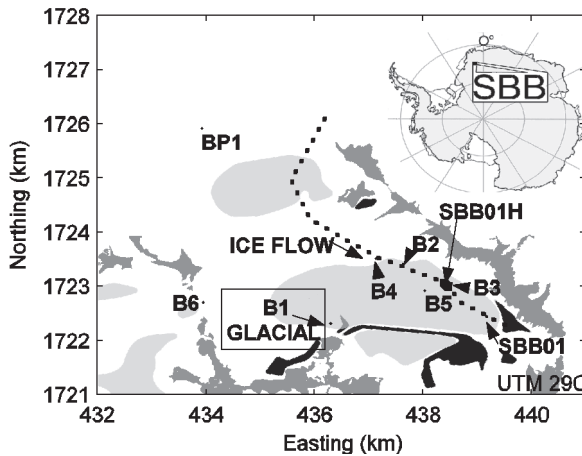 1728
1727
1726
1725
1724
1723
1722
1721
Northing (km)
0°
SBB
BP1
SBB01H
ICE FLOW
B2
B4
B3
B5
B6
B1
GLACIAL
SBB01
UTM 29C
432
434
436
438
440
Easting (km)